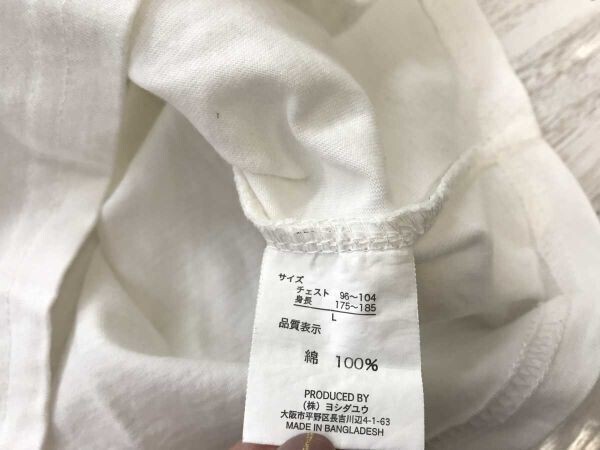 サイズ
チェスト 96～104
身長 175～185
L
品質表示
綿 100%
PRODUCED BY
(株) ヨシダユウ
大阪市平野区長吉川辺4-1-63
MADE IN BANGLADESH